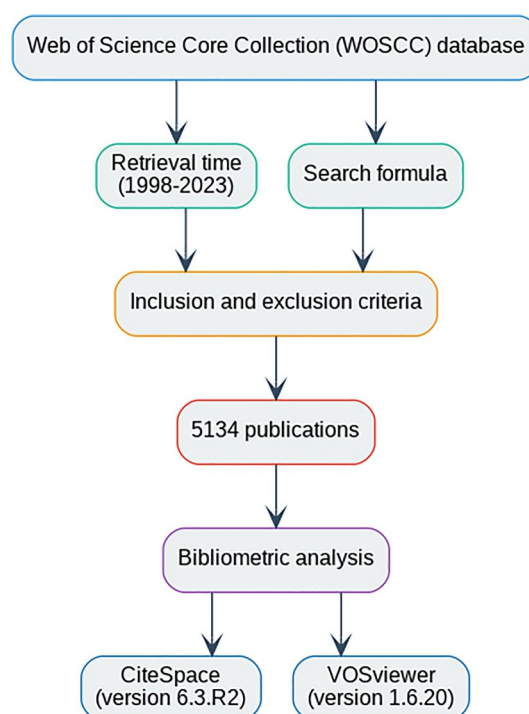 Web of Science Core Collection (WOSCC) database
Retrieval time
(1998-2023)
Search formula
Inclusion and exclusion criteria
5134 publications
Bibliometric analysis
CiteSpace
(version 6.3.R2)
VOSviewer
(version 1.6.20)